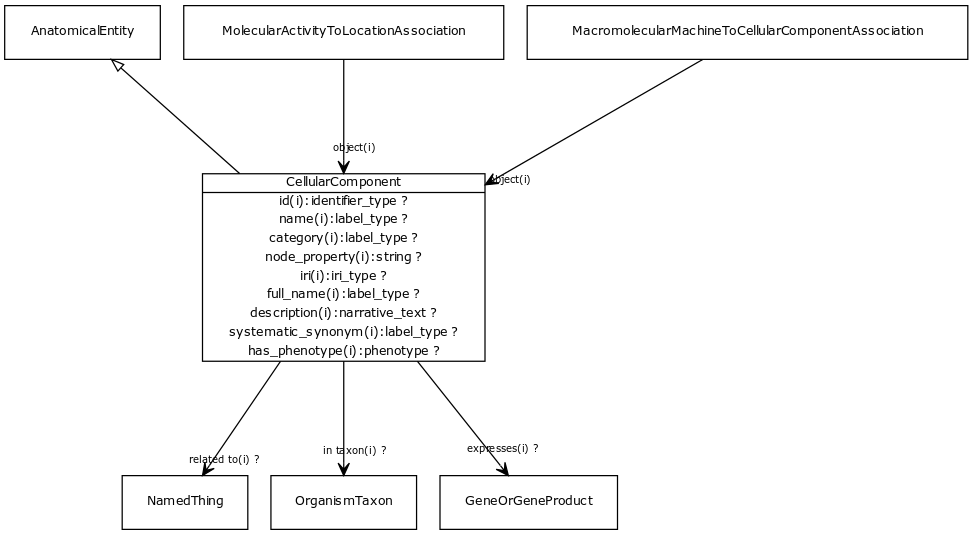 AnatomicalEntity
MolecularActivityToLocationAssociation
MacromolecularMachineToCellularComponentAssociation
object(i)
object(i)
CellularComponent
id(i):identifier_type ?
name(i):label_type ?
category(i):label_type ?
node_property(i):string ?
iri(i):iri_type ?
full_name(i):label_type ?
description(i):narrative_text ?
systematic_synonym(i):label_type ?
has_phenotype(i):phenotype ?
related to(i) ?
in taxon(i) ?
expresses(i) ?
NamedThing
OrganismTaxon
GeneOrGeneProduct